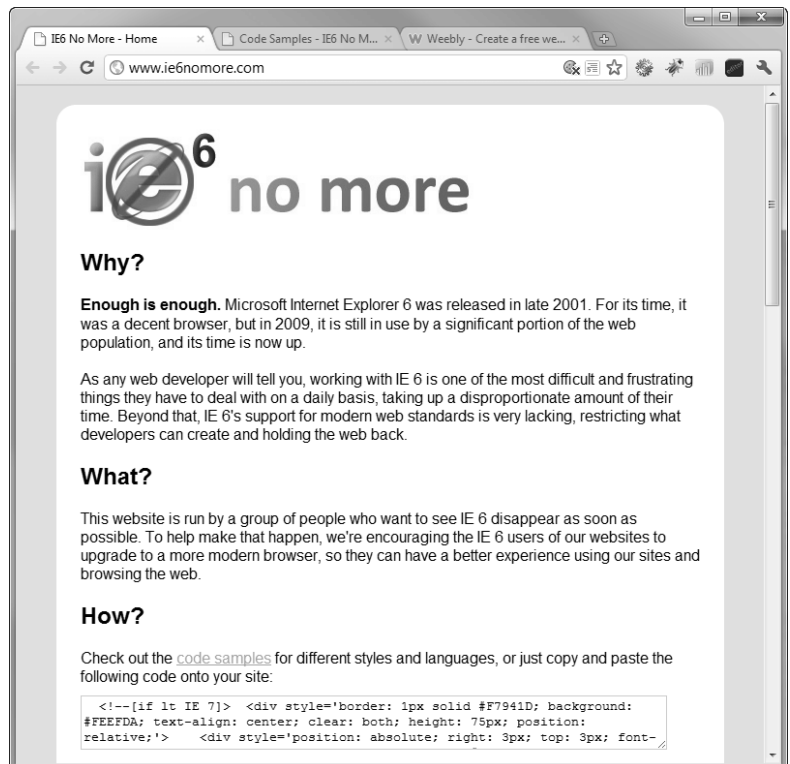 IE6 No More - Home
Code Samples - IE6 No M...
W Weebly - Create a free we...
www.ie6nomore.com
ie6 no more
Why?
Enough is enough. Microsoft Internet Explorer 6 was released in late 2001. For its time, it
was a decent browser, but in 2009, it is still in use by a significant portion of the web
population, and its time is now up.
As any web developer will tell you, working with IE 6 is one of the most difficult and frustrating
things they have to deal with on a daily basis, taking up a disproportionate amount of their
time. Beyond that, IE 6's support for modern web standards is very lacking, restricting what
developers can create and holding the web back.
What?
This website is run by a group of people who want to see IE 6 disappear as soon as
possible. To help make that happen, we're encouraging the IE 6 users of our websites to
upgrade to a more modern browser, so they can have a better experience using our sites and
browsing the web.
How?
Check out the code samples for different styles and languages, or just copy and paste the
following code onto your site:
<!--[if lt IE 7]> <div style='border: 1px solid #F7941D; background:
#FEEFDA; text-align: center; clear: both; height: 75px; position:
relative;'> <div style='position: absolute; right: 3px; top: 3px; font-